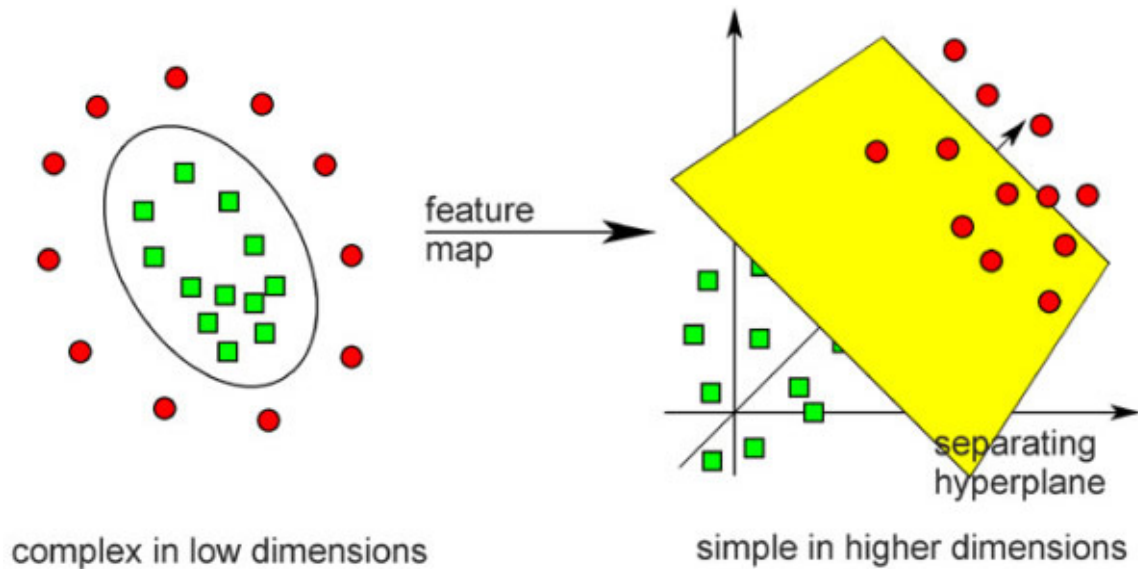 feature
map
separating
hyperplane
complex in low dimensions
simple in higher dimensions